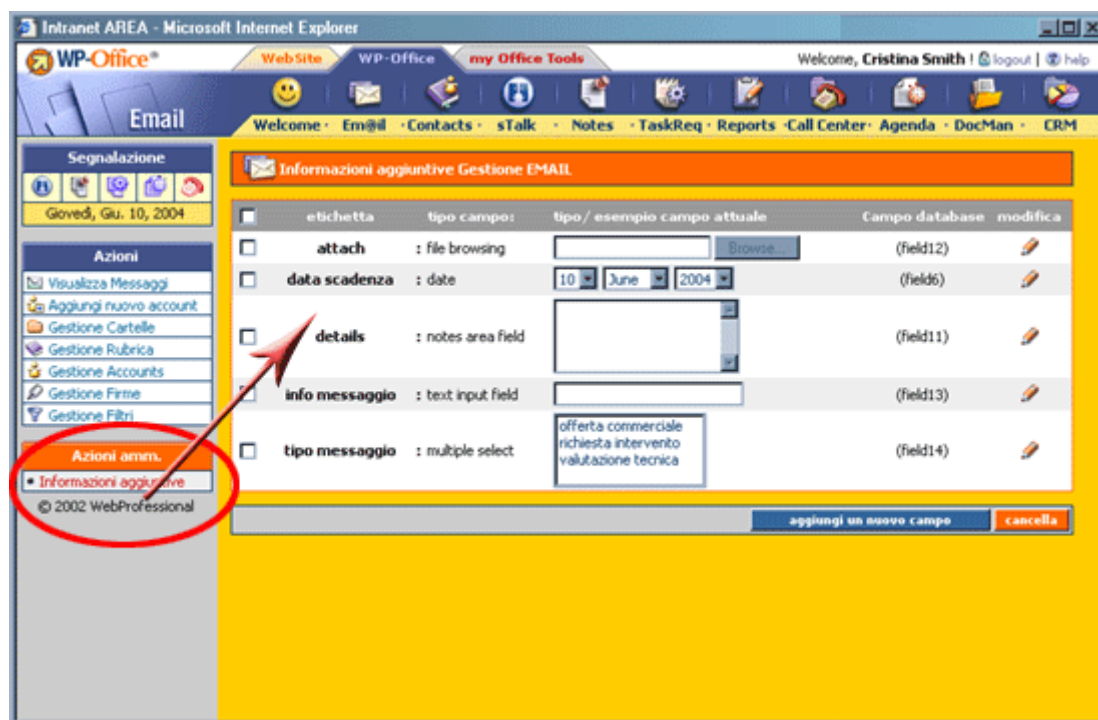 Intranet AREA - Microsoft Internet Explorer
WP-Office®
WebSite WP-Office my Office Tools
Welcome, Cristina Smith ! logout | help
Email
Welcome · Em@il · Contacts · sTalk · Notes · TaskReq · Reports · Call Center · Agenda · DocMan · CRM
Segnalazione
Giovedì, Giu. 10, 2004
Azioni
Visualizza Messaggi
Aggiungi nuovo account
Gestione Cartelle
Gestione Rubrica
Gestione Accounts
Gestione Firme
Gestione Filtri
Azioni amm.
• Informazioni aggiuntive
© 2002 WebProfessional
Informazioni aggiuntive Gestione EMAIL
etichetta tipo campo: tipo/ esempio campo attuale Campo database modifica
attach : file browsing Browse... (field12)
data scadenza : date 10 June 2004 (field6)
details : notes area field (field11)
info messaggio : text input field (field13)
tipo messaggio : multiple select (field14)
offerta commerciale
richiesta intervento
valutazione tecnica
aggiungi un nuovo campo cancella